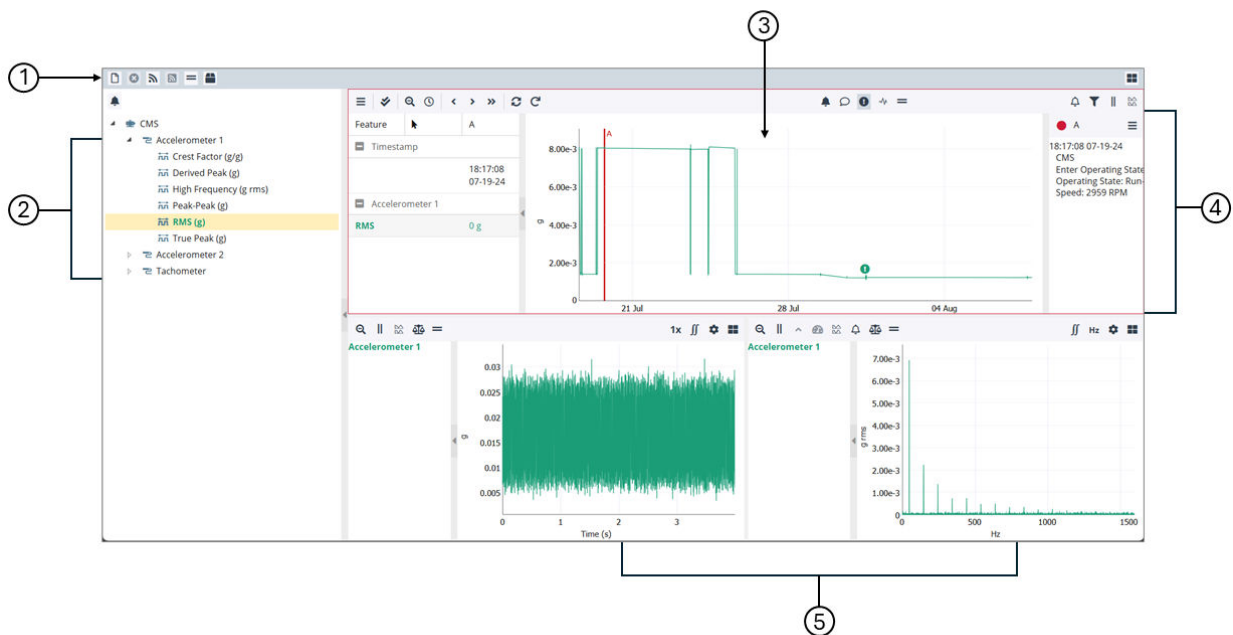 3
1
CMS
Accelerometer 1
Crest Factor (g/g)
Derived Peak (g)
High Frequency (g rms)
Peak-Peak (g)
RMS (g)
True Peak (g)
Accelerometer 2
Tachometer
2
Feature A
Timestamp
18:17:08
07-19-24
Accelerometer 1
RMS 0 g
A
8.00e-3
6.00e-3
g
4.00e-3
2.00e-3
0
21 Jul 28 Jul 04 Aug
A
18:17:08 07-19-24
CMS
Enter Operating State
Operating State: Run-
Speed: 2959 RPM
4
1x
Accelerometer 1
0.03
0.025
0.02
g
0.015
0.01
0.005
0 1 2 3
Time (s)
Hz
Accelerometer 1
7.00e-3
6.00e-3
5.00e-3
4.00e-3
g rms
3.00e-3
2.00e-3
1.00e-3
0
0 500 1000 1500
Hz
5